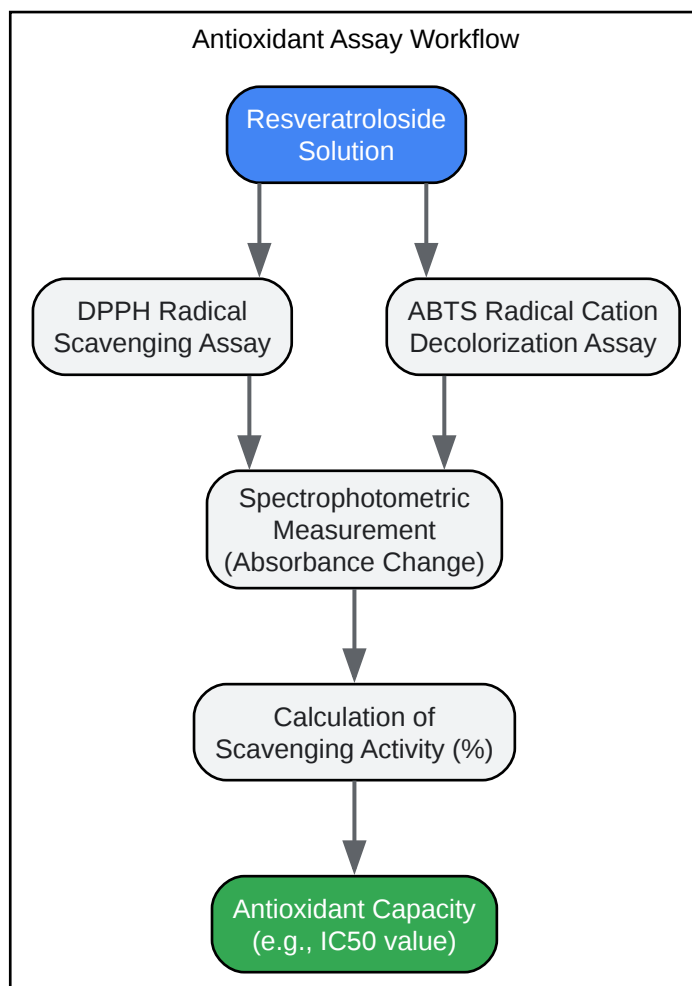 Antioxidant Assay Workflow
Resveratroloside
Solution
DPPH Radical
Scavenging Assay
ABTS Radical Cation
Decolorization Assay
Spectrophotometric
Measurement
(Absorbance Change)
Calculation of
Scavenging Activity (%)
Antioxidant Capacity
(e.g., IC50 value)